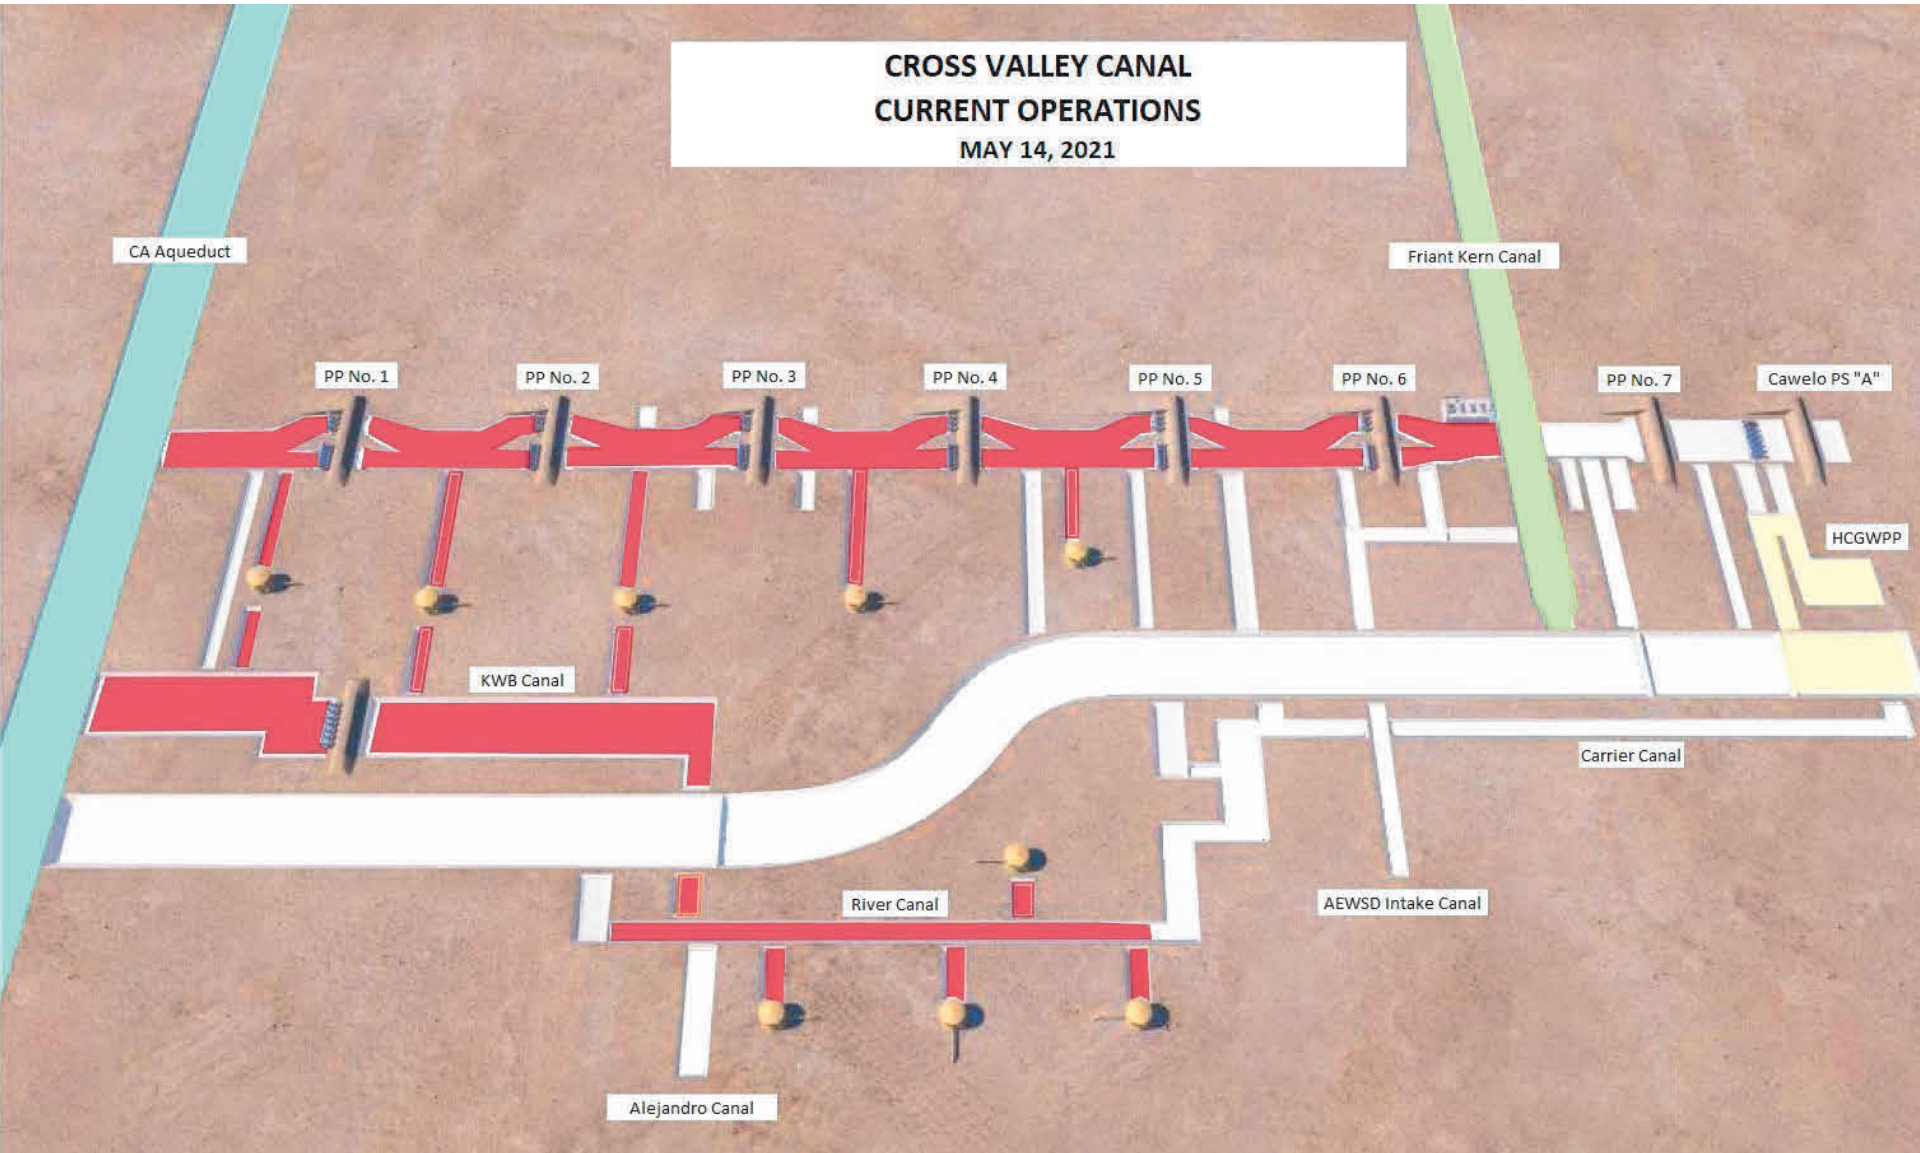 CROSS VALLEY CANAL
CURRENT OPERATIONS
MAY 14, 2021
CA Aqueduct
Friant Kern Canal
PP No. 1
PP No. 2
PP No. 3
PP No. 4
PP No. 5
PP No. 6
PP No. 7
Cawelo PS "A"
HCGWPP
KWB Canal
Carrier Canal
River Canal
AEWSD Intake Canal
Alejandro Canal